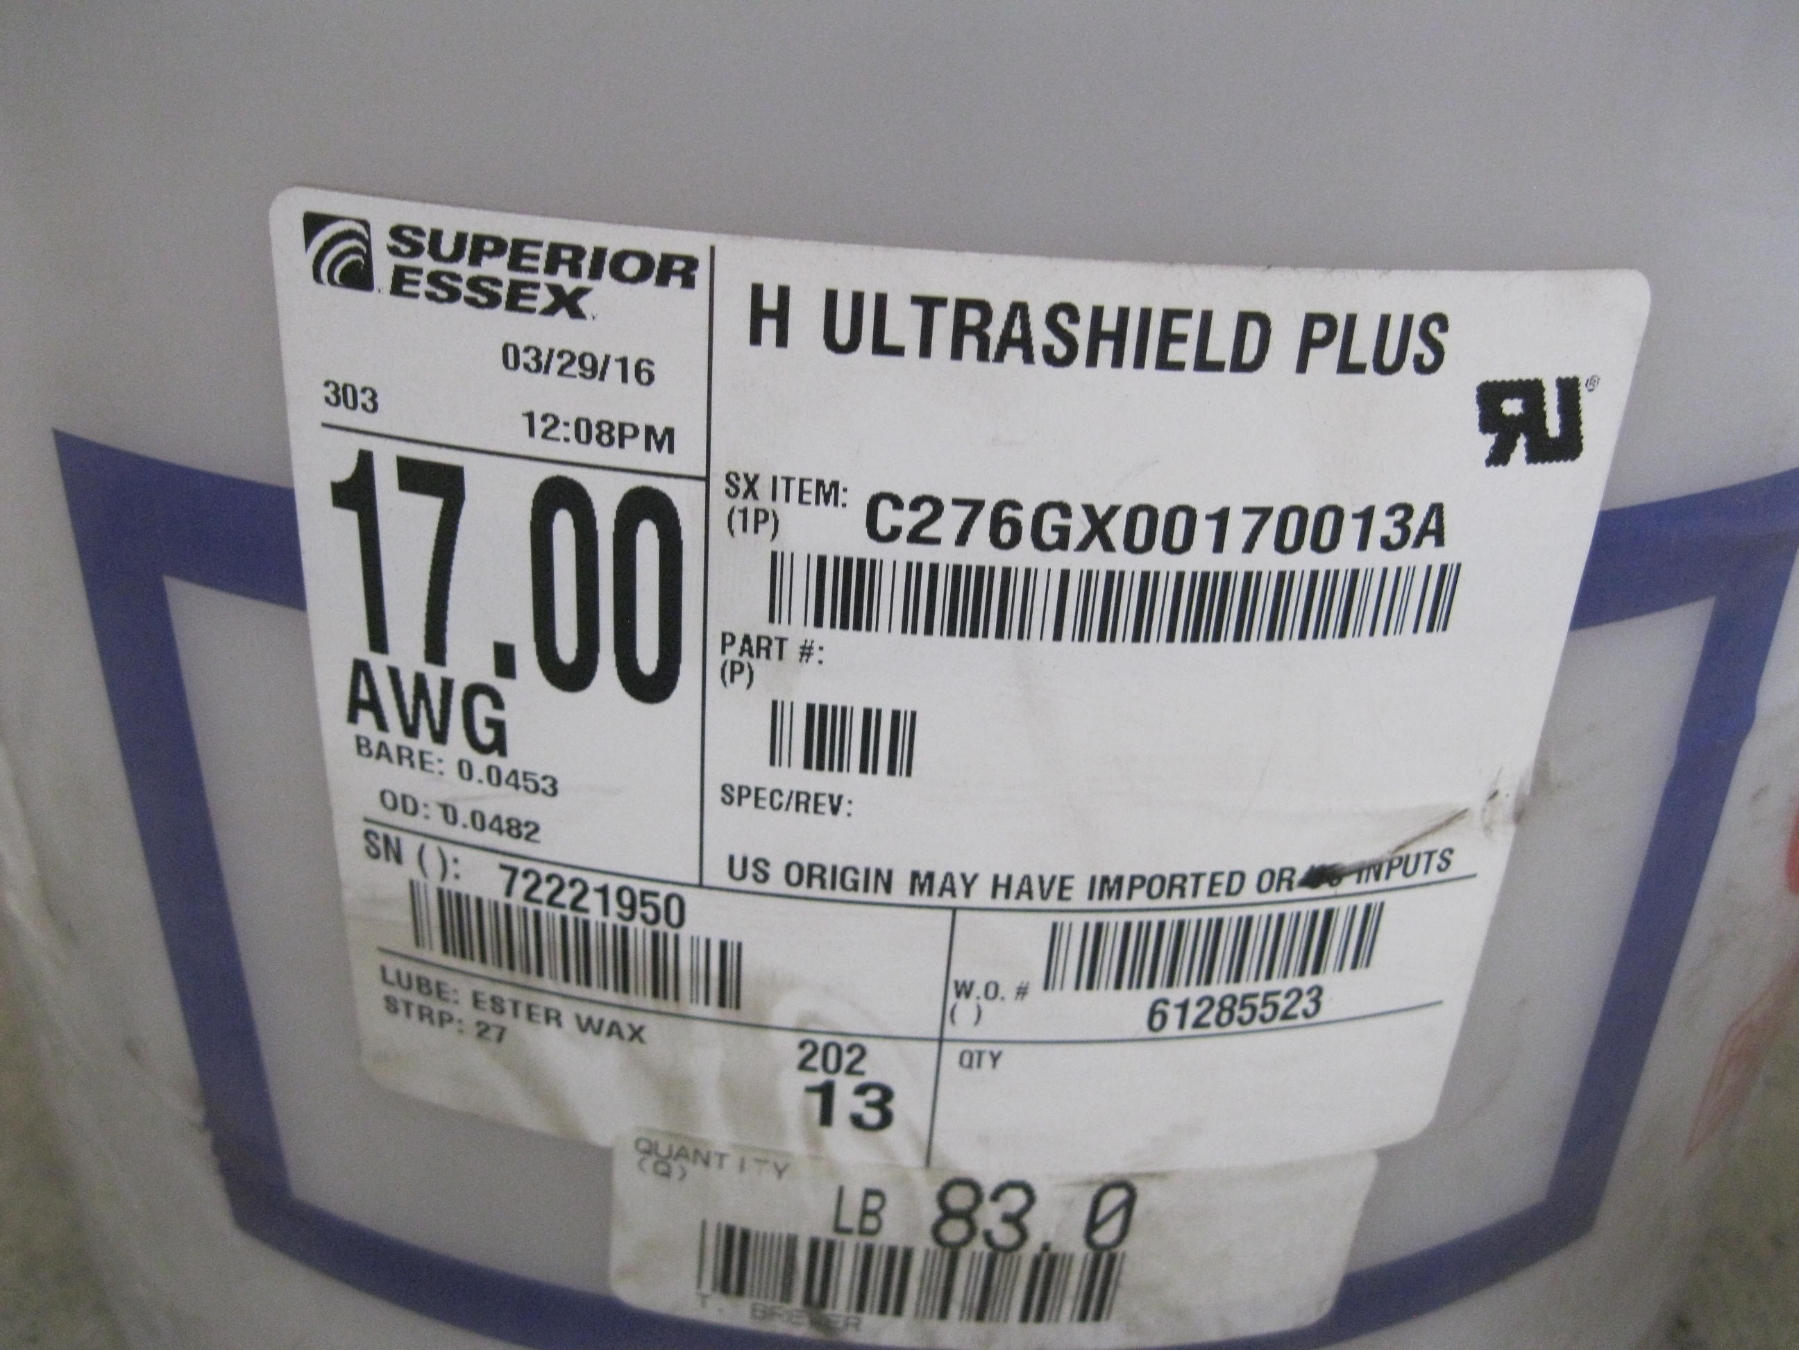 SUPERIOR
ESSEX
03/29/16
303
12:08PM
17.00
AWG
BARE: 0.0453
OD: 0.0482
H ULTRASHIELD PLUS
RU®
SX ITEM: C276GX00170013A
(1P)
PART #:
(P)
SPEC/REV:
US ORIGIN MAY HAVE IMPORTED OR INPUTS
SN ( ): 72221950
W.O. #
( )
61285523
LUBE: ESTER WAX
STRP: 27
202
13
QTY
QUANTITY
(Q)
LB 83.0
T. BREWER